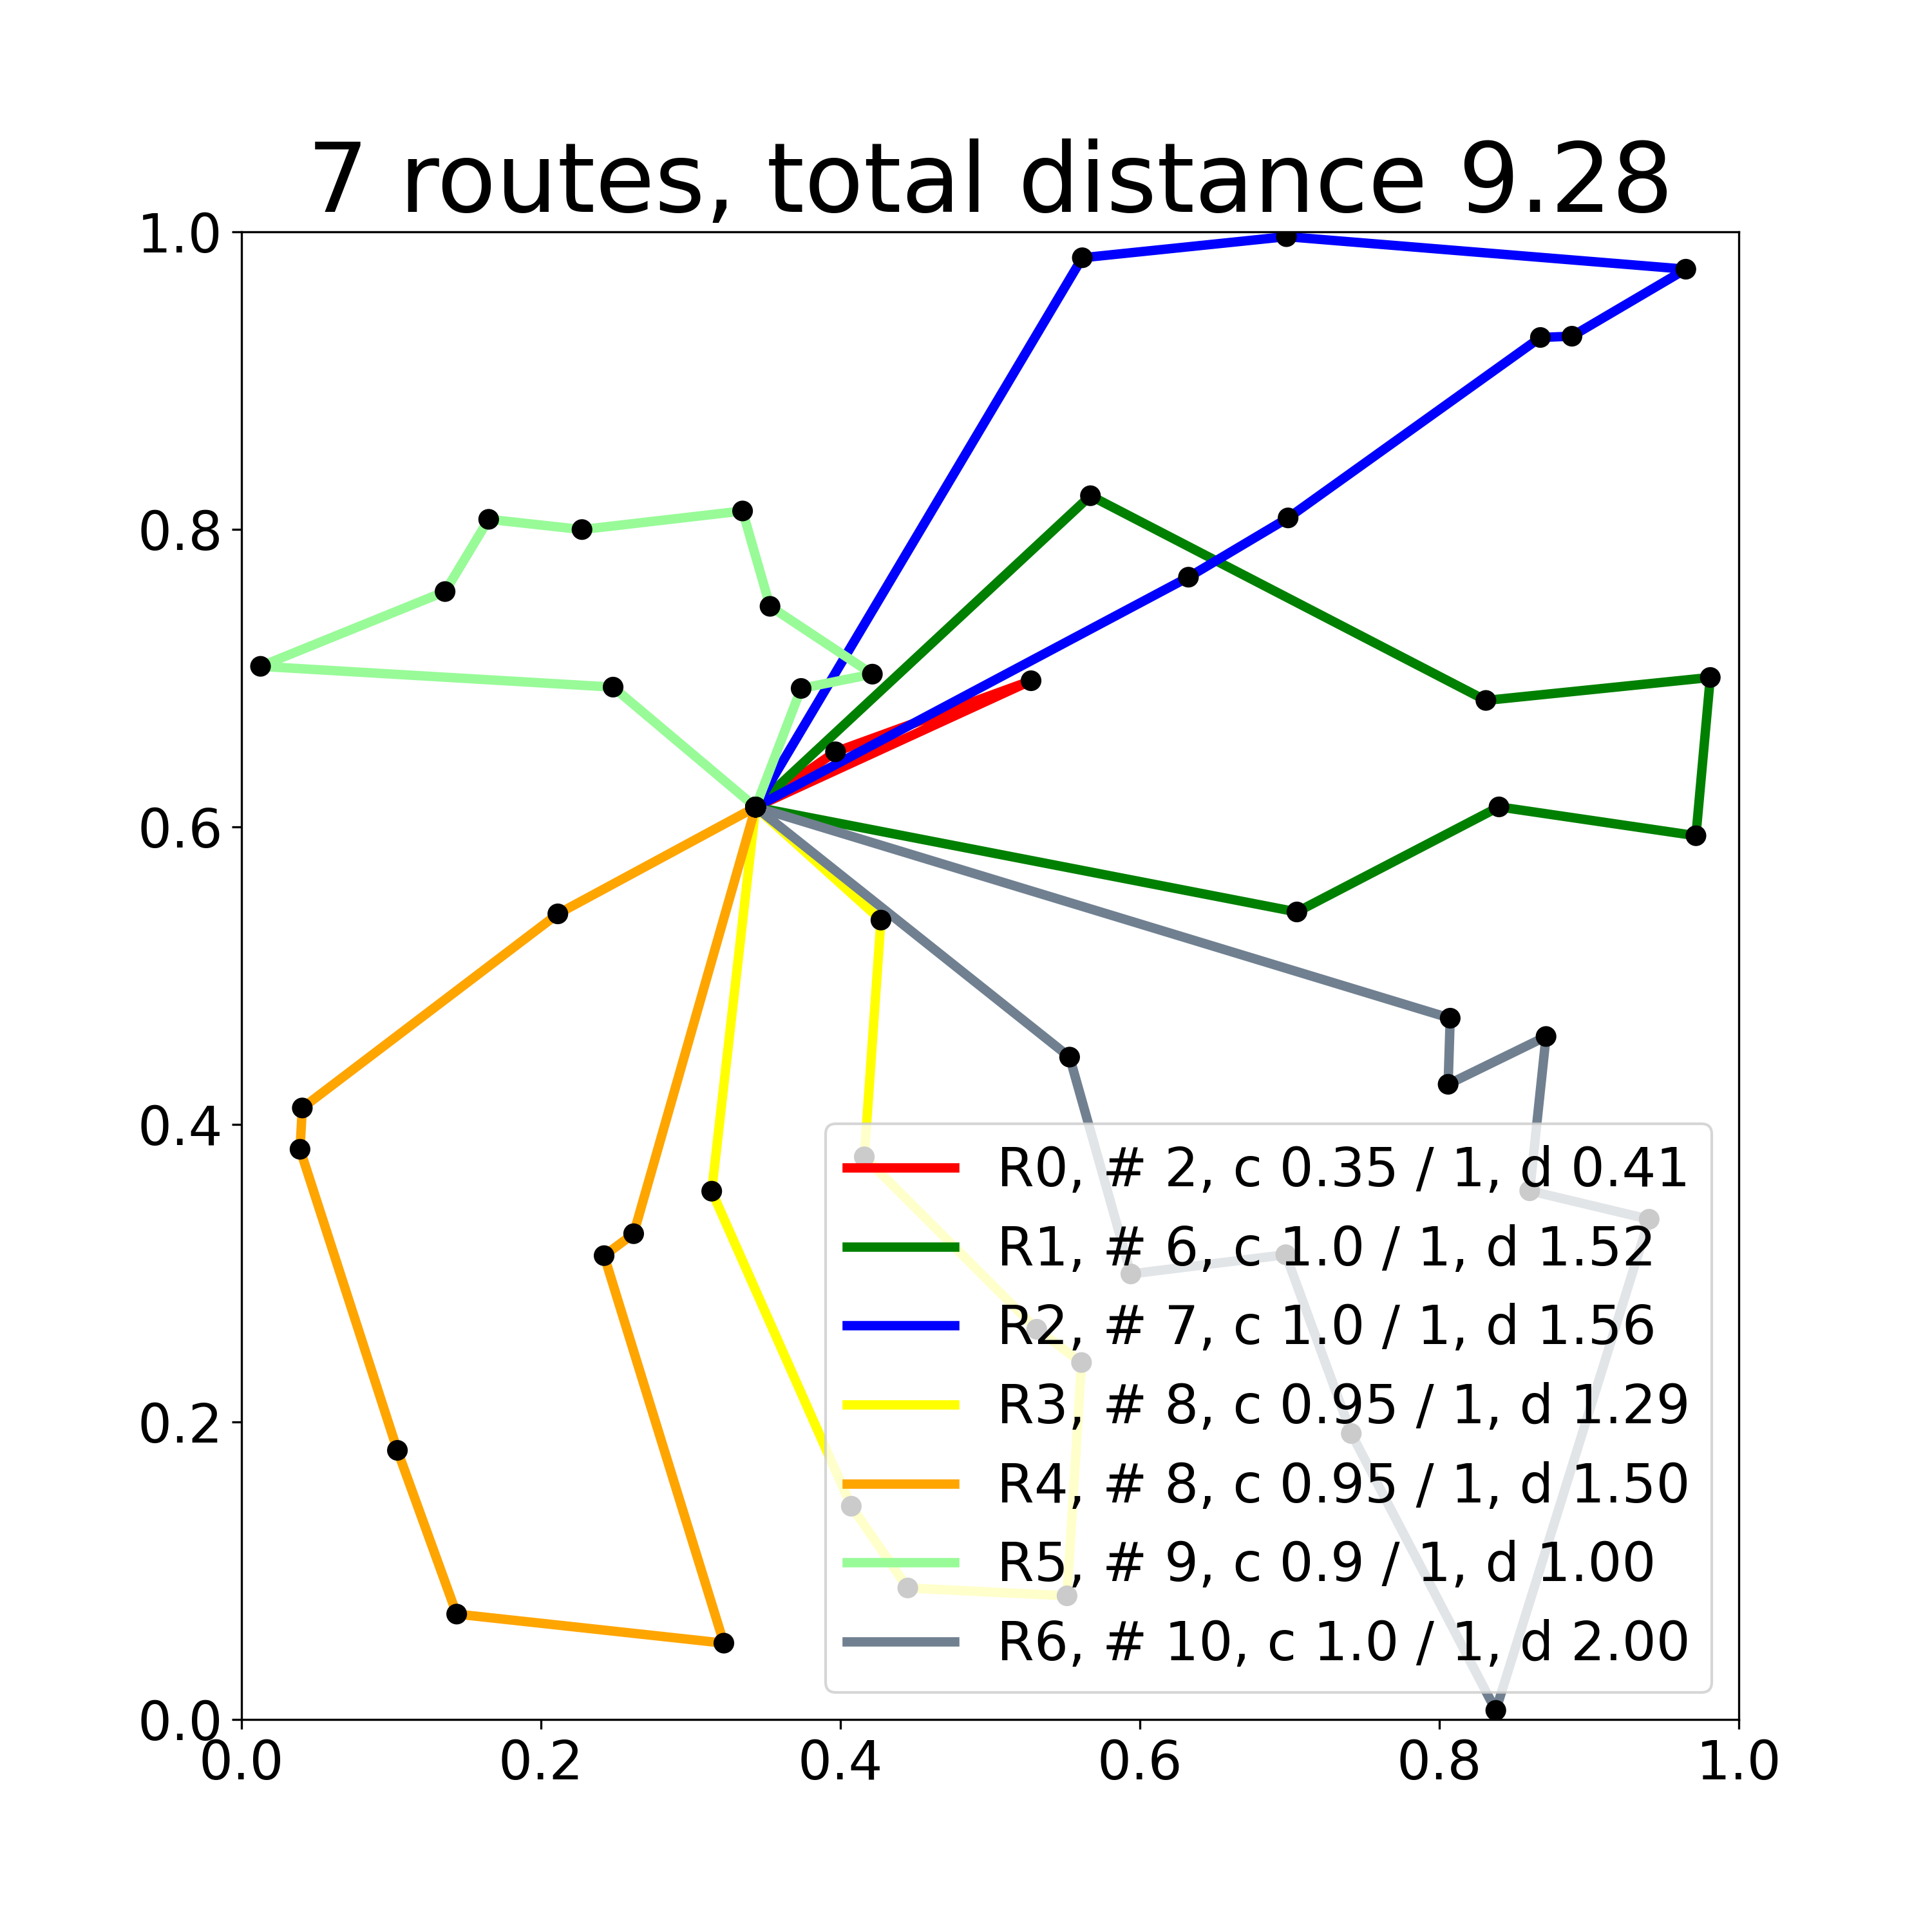 7 routes, total distance 9.28
1.0
0.8
0.6
0.4
0.2
0.0
R0, # 2, c 0.35 / 1, d 0.41
R1, # 6, c 1.0 / 1, d 1.52
R2, # 7, c 1.0 / 1, d 1.56
R3, # 8, c 0.95 / 1, d 1.29
R4, # 8, c 0.95 / 1, d 1.50
R5, # 9, c 0.9 / 1, d 1.00
R6, # 10, c 1.0 / 1, d 2.00
0.0 0.2 0.4 0.6 0.8 1.0